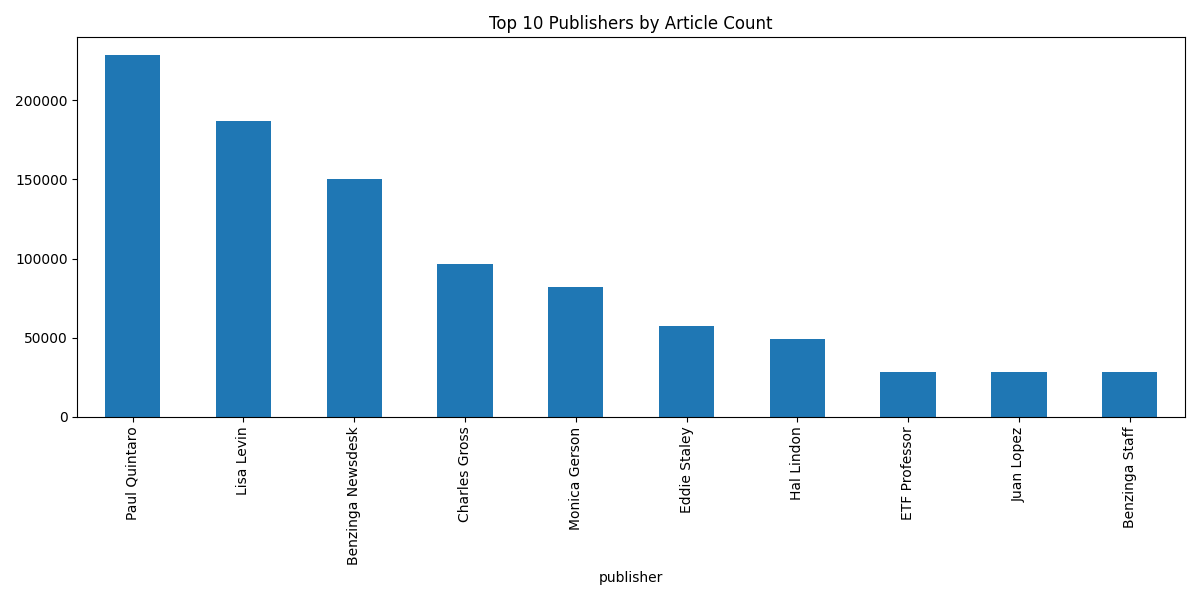 Top 10 Publishers by Article Count
200000
150000
100000
50000
0
Paul Quintaro
Lisa Levin
Benzinga Newsdesk
Charles Gross
Monica Gerson
Eddie Staley
Hal Lindon
ETF Professor
Juan Lopez
Benzinga Staff
publisher